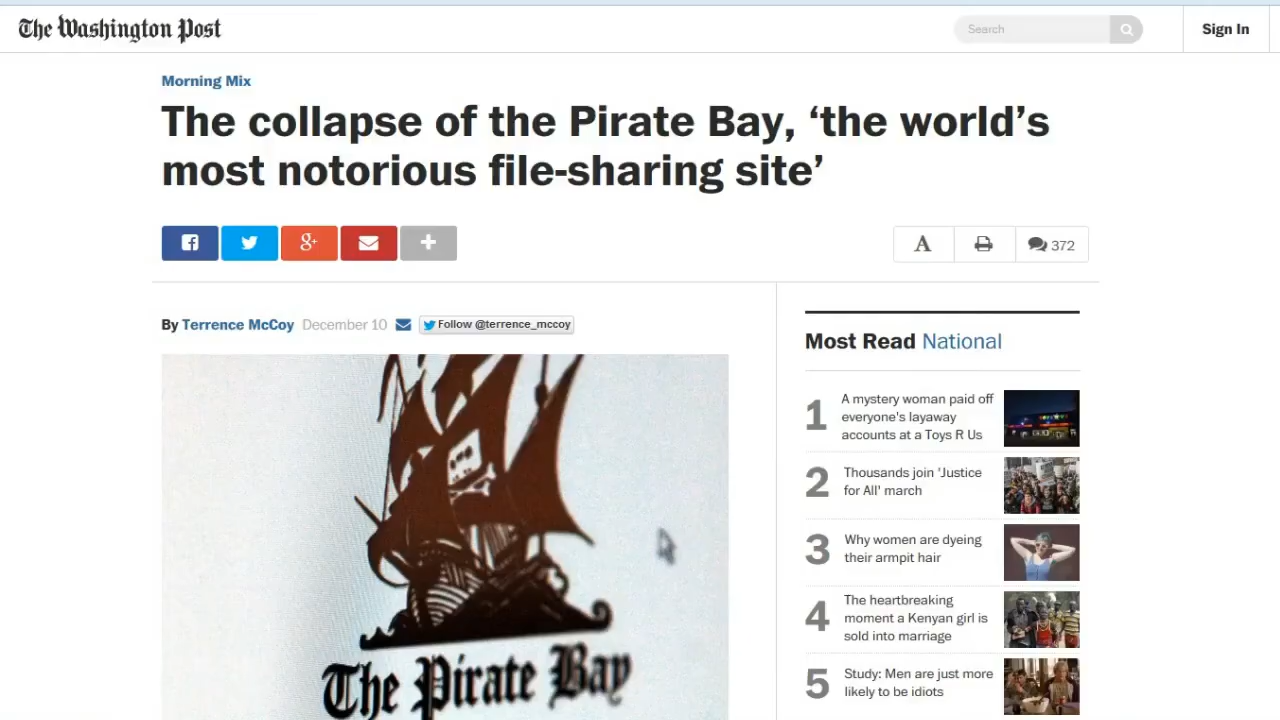 The Washington Post
Search
Sign In
Morning Mix
The collapse of the Pirate Bay, ‘the world’s
most notorious file-sharing site’
A
372
By Terrence McCoy December 10
Follow @terrence_mccoy
The Pirate Bay
Most Read National
1
A mystery woman paid off
everyone's layaway
accounts at a Toys R Us
2
Thousands join 'Justice
for All' march
3
Why women are dyeing
their armpit hair
4
The heartbreaking
moment a Kenyan girl is
sold into marriage
5
Study: Men are just more
likely to be idiots